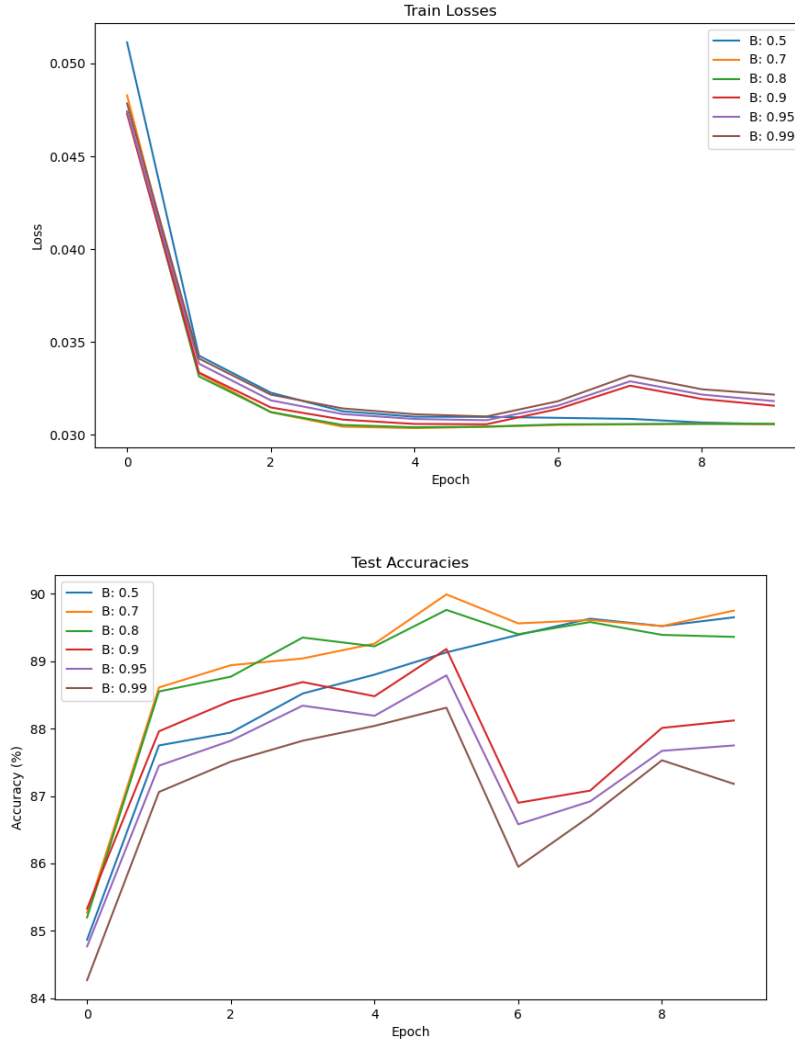 Train Losses
0.050
0.045
0.040
0.035
0.030
Loss
B: 0.5
B: 0.7
B: 0.8
B: 0.9
B: 0.95
B: 0.99
0 2 4 6 8
Epoch
Test Accuracies
90
89
88
87
86
85
84
Accuracy (%)
B: 0.5
B: 0.7
B: 0.8
B: 0.9
B: 0.95
B: 0.99
0 2 4 6 8
Epoch